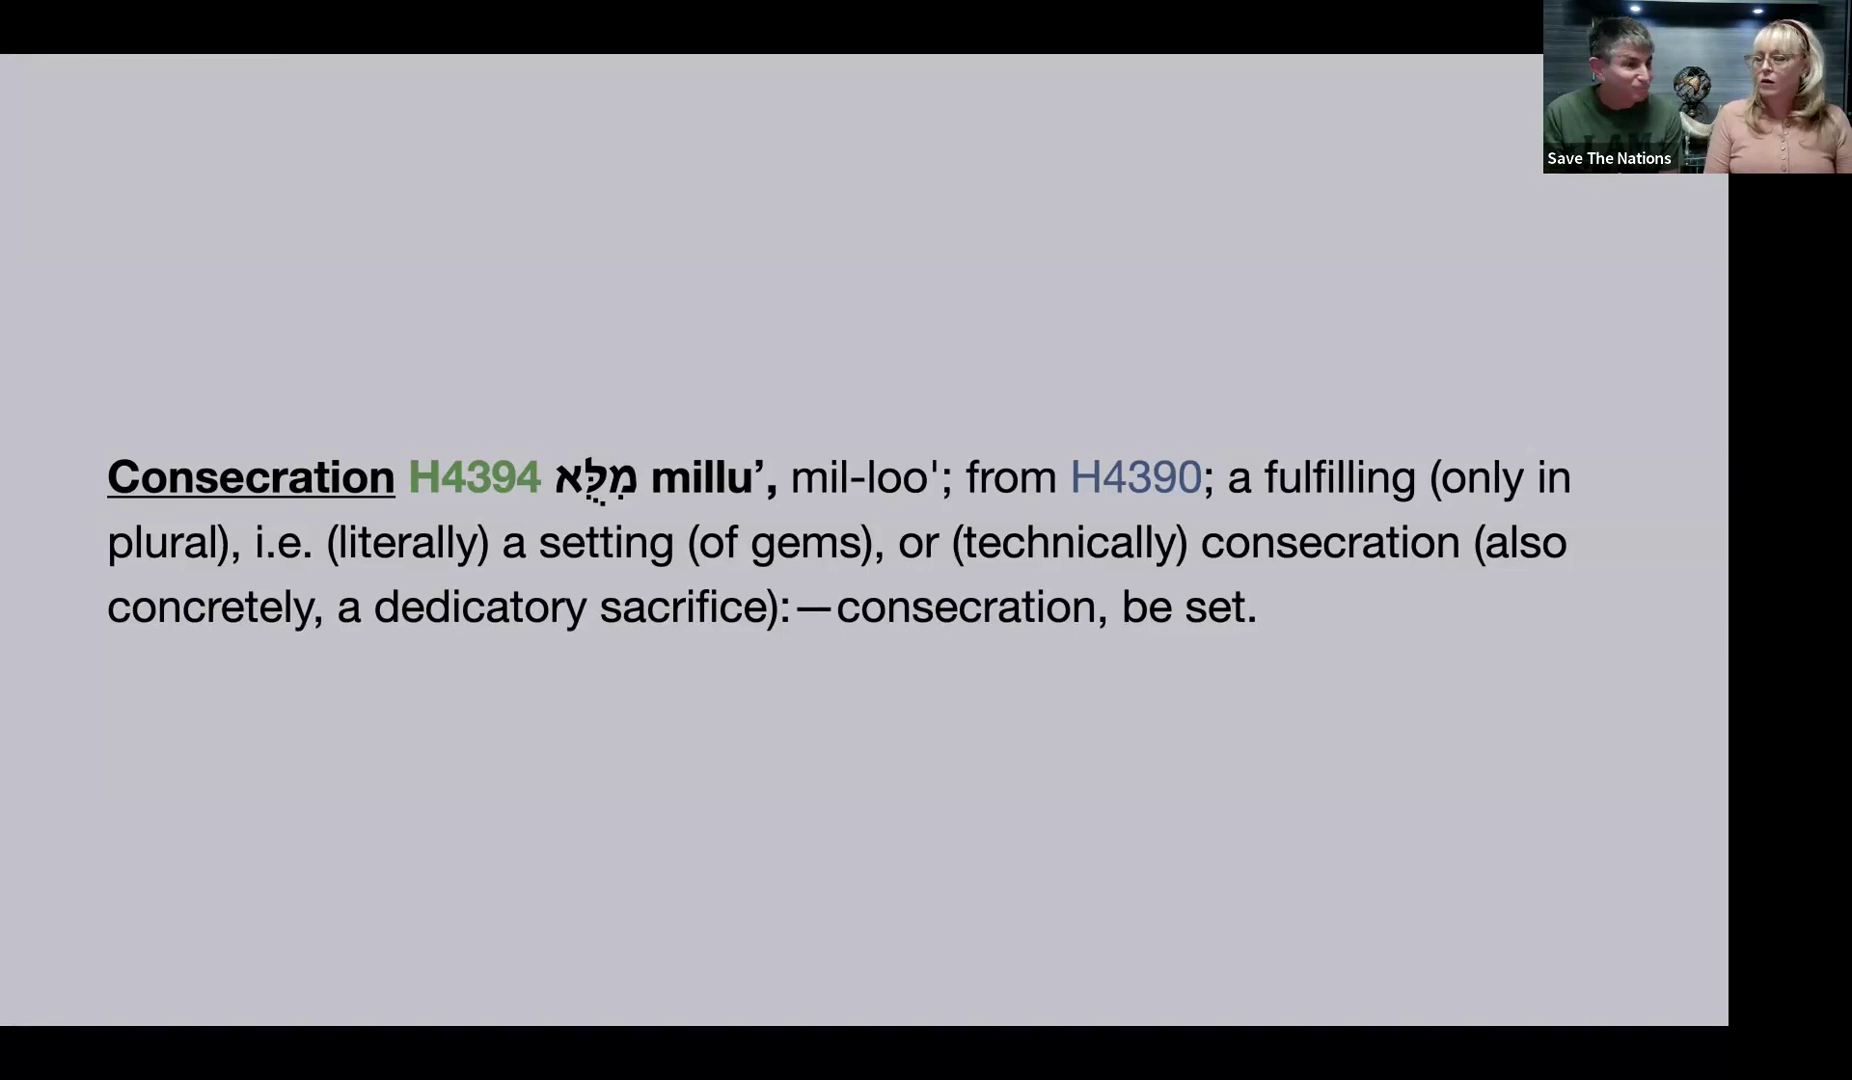 Save The Nations
Consecration H4394 מִלֻּא millu’, mil-loo'; from H4390; a fulfilling (only in
plural), i.e. (literally) a setting (of gems), or (technically) consecration (also
concretely, a dedicatory sacrifice):—consecration, be set.